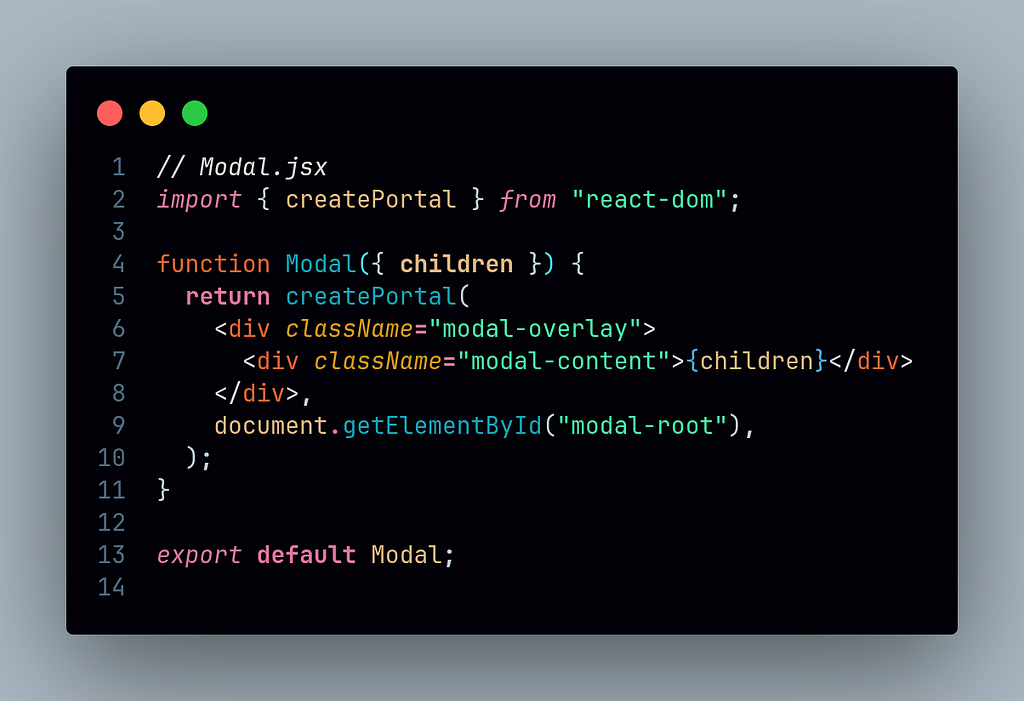 1 // Modal.jsx
2 import { createPortal } from "react-dom";
3
4 function Modal({ children }) {
5   return createPortal(
6     <div className="modal-overlay">
7       <div className="modal-content">{children}</div>
8     </div>,
9     document.getElementById("modal-root"),
10   );
11 }
12
13 export default Modal;
14